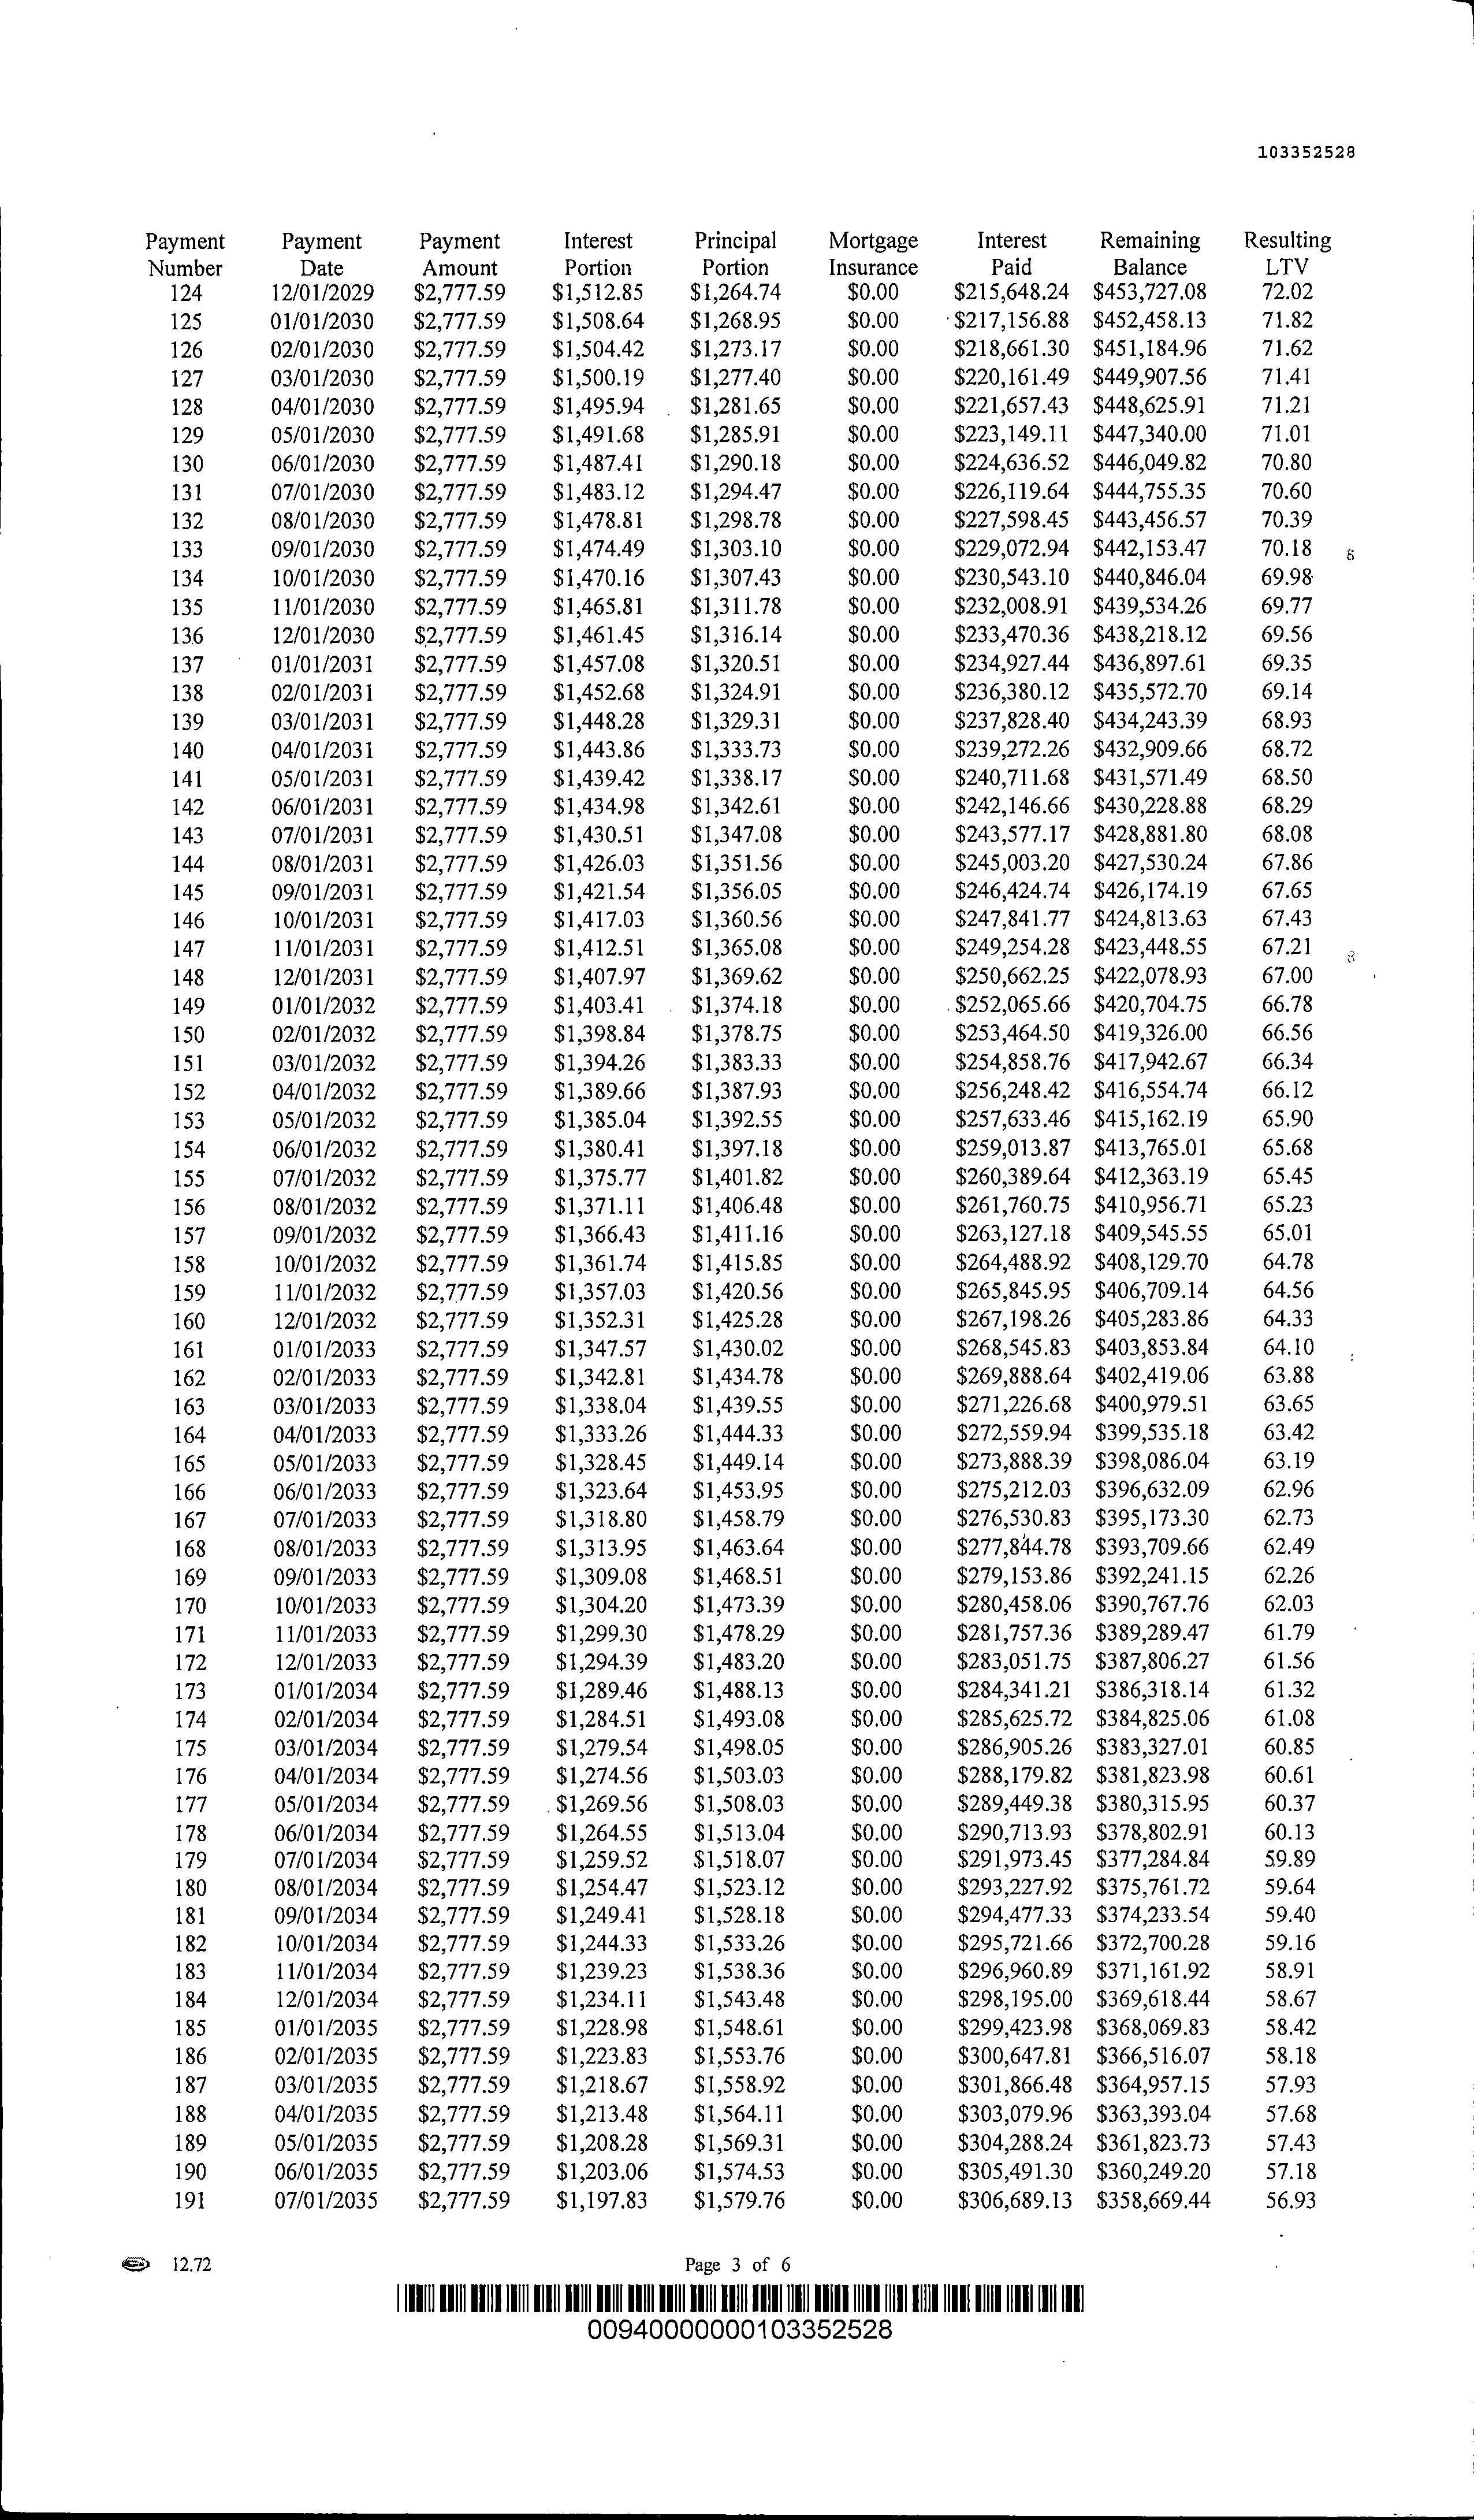 103352528
Payment Payment Payment Interest Principal Mortgage Interest Remaining Resulting
Number Date Amount Portion Portion Insurance Paid Balance LTV
124 12/01/2029 $2,777.59 $1,512.85 $1,264.74 $0.00 $215,648.24 $453,727.08 72.02
125 01/01/2030 $2,777.59 $1,508.64 $1,268.95 $0.00 $217,156.88 $452,458.13 71.82
126 02/01/2030 $2,777.59 $1,504.42 $1,273.17 $0.00 $218,661.30 $451,184.96 71.62
127 03/01/2030 $2,777.59 $1,500.19 $1,277.40 $0.00 $220,161.49 $449,907.56 71.41
128 04/01/2030 $2,777.59 $1,495.94 $1,281.65 $0.00 $221,657.43 $448,625.91 71.21
129 05/01/2030 $2,777.59 $1,491.68 $1,285.91 $0.00 $223,149.11 $447,340.00 71.01
130 06/01/2030 $2,777.59 $1,487.41 $1,290.18 $0.00 $224,636.52 $446,049.82 70.80
131 07/01/2030 $2,777.59 $1,483.12 $1,294.47 $0.00 $226,119.64 $444,755.35 70.60
132 08/01/2030 $2,777.59 $1,478.81 $1,298.78 $0.00 $227,598.45 $443,456.57 70.39
133 09/01/2030 $2,777.59 $1,474.49 $1,303.10 $0.00 $229,072.94 $442,153.47 70.18
134 10/01/2030 $2,777.59 $1,470.16 $1,307.43 $0.00 $230,543.10 $440,846.04 69.98
135 11/01/2030 $2,777.59 $1,465.81 $1,311.78 $0.00 $232,008.91 $439,534.26 69.77
136 12/01/2030 $2,777.59 $1,461.45 $1,316.14 $0.00 $233,470.36 $438,218.12 69.56
137 01/01/2031 $2,777.59 $1,457.08 $1,320.51 $0.00 $234,927.44 $436,897.61 69.35
138 02/01/2031 $2,777.59 $1,452.68 $1,324.91 $0.00 $236,380.12 $435,572.70 69.14
139 03/01/2031 $2,777.59 $1,448.28 $1,329.31 $0.00 $237,828.40 $434,243.39 68.93
140 04/01/2031 $2,777.59 $1,443.86 $1,333.73 $0.00 $239,272.26 $432,909.66 68.72
141 05/01/2031 $2,777.59 $1,439.42 $1,338.17 $0.00 $240,711.68 $431,571.49 68.50
142 06/01/2031 $2,777.59 $1,434.98 $1,342.61 $0.00 $242,146.66 $430,228.88 68.29
143 07/01/2031 $2,777.59 $1,430.51 $1,347.08 $0.00 $243,577.17 $428,881.80 68.08
144 08/01/2031 $2,777.59 $1,426.03 $1,351.56 $0.00 $245,003.20 $427,530.24 67.86
145 09/01/2031 $2,777.59 $1,421.54 $1,356.05 $0.00 $246,424.74 $426,174.19 67.65
146 10/01/2031 $2,777.59 $1,417.03 $1,360.56 $0.00 $247,841.77 $424,813.63 67.43
147 11/01/2031 $2,777.59 $1,412.51 $1,365.08 $0.00 $249,254.28 $423,448.55 67.21
148 12/01/2031 $2,777.59 $1,407.97 $1,369.62 $0.00 $250,662.25 $422,078.93 67.00
149 01/01/2032 $2,777.59 $1,403.41 $1,374.18 $0.00 $252,065.66 $420,704.75 66.78
150 02/01/2032 $2,777.59 $1,398.84 $1,378.75 $0.00 $253,464.50 $419,326.00 66.56
151 03/01/2032 $2,777.59 $1,394.26 $1,383.33 $0.00 $254,858.76 $417,942.67 66.34
152 04/01/2032 $2,777.59 $1,389.66 $1,387.93 $0.00 $256,248.42 $416,554.74 66.12
153 05/01/2032 $2,777.59 $1,385.04 $1,392.55 $0.00 $257,633.46 $415,162.19 65.90
154 06/01/2032 $2,777.59 $1,380.41 $1,397.18 $0.00 $259,013.87 $413,765.01 65.68
155 07/01/2032 $2,777.59 $1,375.77 $1,401.82 $0.00 $260,389.64 $412,363.19 65.45
156 08/01/2032 $2,777.59 $1,371.11 $1,406.48 $0.00 $261,760.75 $410,956.71 65.23
157 09/01/2032 $2,777.59 $1,366.43 $1,411.16 $0.00 $263,127.18 $409,545.55 65.01
158 10/01/2032 $2,777.59 $1,361.74 $1,415.85 $0.00 $264,488.92 $408,129.70 64.78
159 11/01/2032 $2,777.59 $1,357.03 $1,420.56 $0.00 $265,845.95 $406,709.14 64.56
160 12/01/2032 $2,777.59 $1,352.31 $1,425.28 $0.00 $267,198.26 $405,283.86 64.33
161 01/01/2033 $2,777.59 $1,347.57 $1,430.02 $0.00 $268,545.83 $403,853.84 64.10
162 02/01/2033 $2,777.59 $1,342.81 $1,434.78 $0.00 $269,888.64 $402,419.06 63.88
163 03/01/2033 $2,777.59 $1,338.04 $1,439.55 $0.00 $271,226.68 $400,979.51 63.65
164 04/01/2033 $2,777.59 $1,333.26 $1,444.33 $0.00 $272,559.94 $399,535.18 63.42
165 05/01/2033 $2,777.59 $1,328.45 $1,449.14 $0.00 $273,888.39 $398,086.04 63.19
166 06/01/2033 $2,777.59 $1,323.64 $1,453.95 $0.00 $275,212.03 $396,632.09 62.96
167 07/01/2033 $2,777.59 $1,318.80 $1,458.79 $0.00 $276,530.83 $395,173.30 62.73
168 08/01/2033 $2,777.59 $1,313.95 $1,463.64 $0.00 $277,844.78 $393,709.66 62.49
169 09/01/2033 $2,777.59 $1,309.08 $1,468.51 $0.00 $279,153.86 $392,241.15 62.26
170 10/01/2033 $2,777.59 $1,304.20 $1,473.39 $0.00 $280,458.06 $390,767.76 62.03
171 11/01/2033 $2,777.59 $1,299.30 $1,478.29 $0.00 $281,757.36 $389,289.47 61.79
172 12/01/2033 $2,777.59 $1,294.39 $1,483.20 $0.00 $283,051.75 $387,806.27 61.56
173 01/01/2034 $2,777.59 $1,289.46 $1,488.13 $0.00 $284,341.21 $386,318.14 61.32
174 02/01/2034 $2,777.59 $1,284.51 $1,493.08 $0.00 $285,625.72 $384,825.06 61.08
175 03/01/2034 $2,777.59 $1,279.54 $1,498.05 $0.00 $286,905.26 $383,327.01 60.85
176 04/01/2034 $2,777.59 $1,274.56 $1,503.03 $0.00 $288,179.82 $381,823.98 60.61
177 05/01/2034 $2,777.59 $1,269.56 $1,508.03 $0.00 $289,449.38 $380,315.95 60.37
178 06/01/2034 $2,777.59 $1,264.55 $1,513.04 $0.00 $290,713.93 $378,802.91 60.13
179 07/01/2034 $2,777.59 $1,259.52 $1,518.07 $0.00 $291,973.45 $377,284.84 59.89
180 08/01/2034 $2,777.59 $1,254.47 $1,523.12 $0.00 $293,227.92 $375,761.72 59.64
181 09/01/2034 $2,777.59 $1,249.41 $1,528.18 $0.00 $294,477.33 $374,233.54 59.40
182 10/01/2034 $2,777.59 $1,244.33 $1,533.26 $0.00 $295,721.66 $372,700.28 59.16
183 11/01/2034 $2,777.59 $1,239.23 $1,538.36 $0.00 $296,960.89 $371,161.92 58.91
184 12/01/2034 $2,777.59 $1,234.11 $1,543.48 $0.00 $298,195.00 $369,618.44 58.67
185 01/01/2035 $2,777.59 $1,228.98 $1,548.61 $0.00 $299,423.98 $368,069.83 58.42
186 02/01/2035 $2,777.59 $1,223.83 $1,553.76 $0.00 $300,647.81 $366,516.07 58.18
187 03/01/2035 $2,777.59 $1,218.67 $1,558.92 $0.00 $301,866.48 $364,957.15 57.93
188 04/01/2035 $2,777.59 $1,213.48 $1,564.11 $0.00 $303,079.96 $363,393.04 57.68
189 05/01/2035 $2,777.59 $1,208.28 $1,569.31 $0.00 $304,288.24 $361,823.73 57.43
190 06/01/2035 $2,777.59 $1,203.06 $1,574.53 $0.00 $305,491.30 $360,249.20 57.18
191 07/01/2035 $2,777.59 $1,197.83 $1,579.76 $0.00 $306,689.13 $358,669.44 56.93
12.72 Page 3 of 6
00940000000103352528